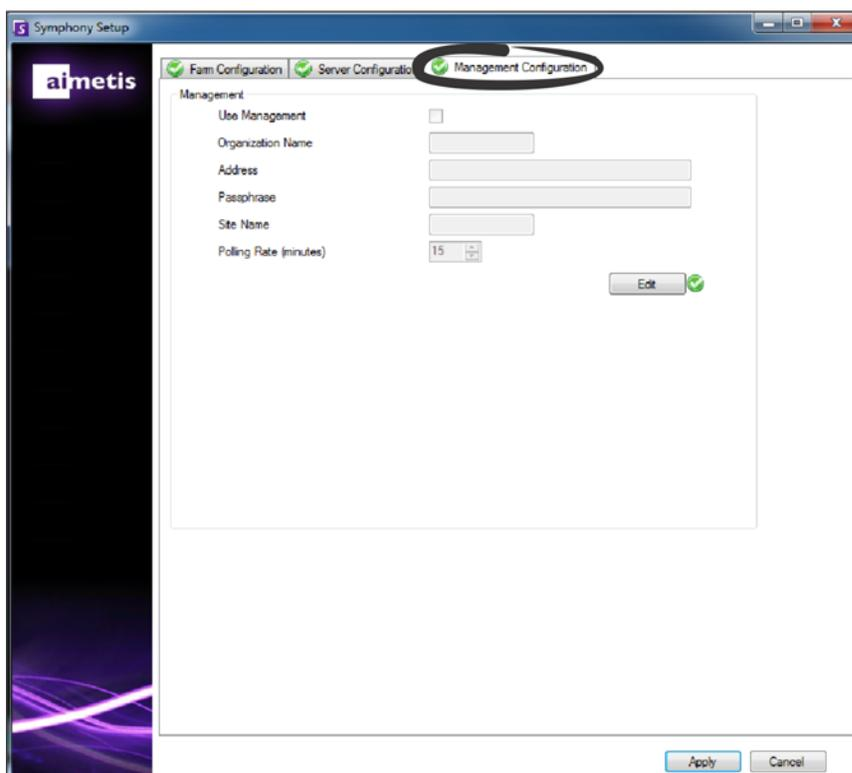 Symphony Setup
aimetis
Farm Configuration
Server Configuratio
Management Configuration
Management
Use Management
Organization Name
Address
Passphrase
Site Name
Polling Rate (minutes)
15
Edit
Apply
Cancel